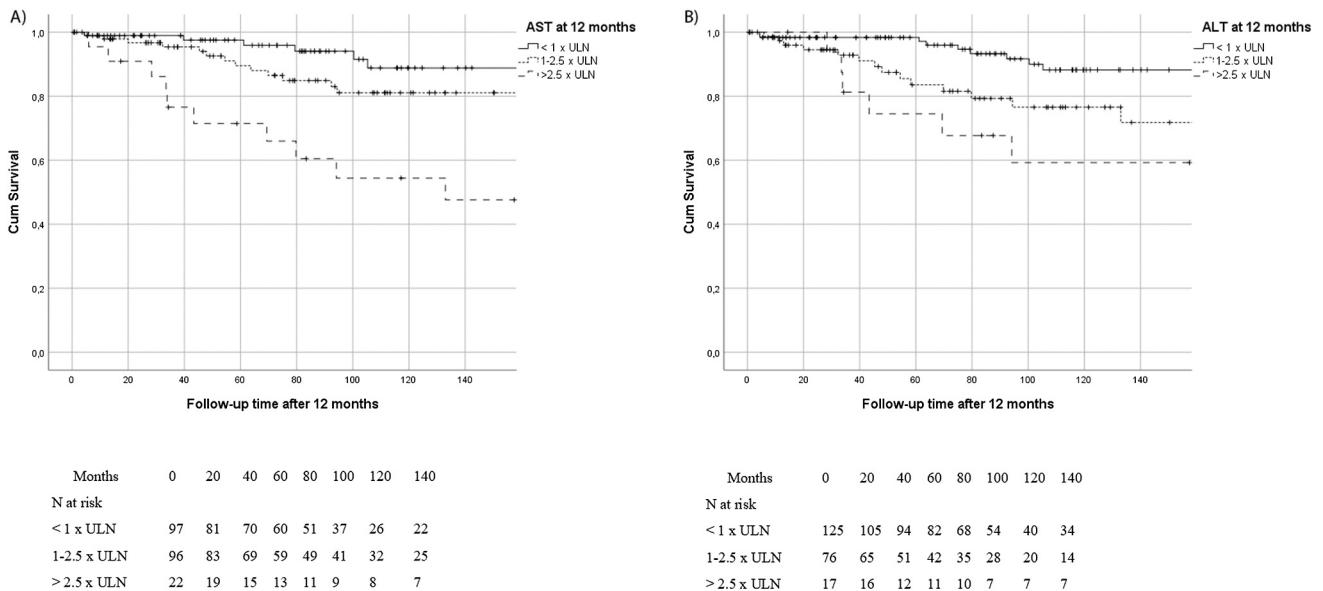 A)
AST at 12 months
< 1 x ULN
1-2.5 x ULN
>2.5 x ULN
Cum Survival
1,0
0,8
0,6
0,4
0,2
0,0
0 20 40 60 80 100 120 140
Follow-up time after 12 months
Months 0 20 40 60 80 100 120 140
N at risk
< 1 x ULN 97 81 70 60 51 37 26 22
1-2.5 x ULN 96 83 69 59 49 41 32 25
> 2.5 x ULN 22 19 15 13 11 9 8 7
B)
ALT at 12 months
< 1 x ULN
1-2.5 x ULN
>2.5 x ULN
Cum Survival
1,0
0,8
0,6
0,4
0,2
0,0
0 20 40 60 80 100 120 140
Follow-up time after 12 months
Months 0 20 40 60 80 100 120 140
N at risk
< 1 x ULN 125 105 94 82 68 54 40 34
1-2.5 x ULN 76 65 51 42 35 28 20 14
> 2.5 x ULN 17 16 12 11 10 7 7 7